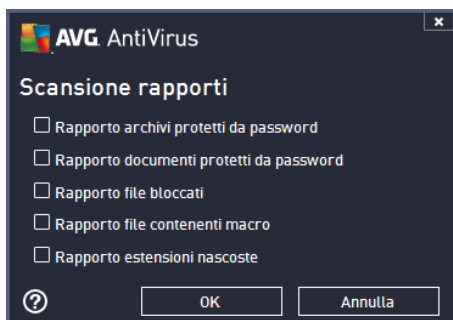 AVG. AntiVirus
Scansione rapporti
Rapporto archivi protetti da password
Rapporto documenti protetti da password
Rapporto file bloccati
Rapporto file contenenti macro
Rapporto estensioni nascoste
? OK Annulla